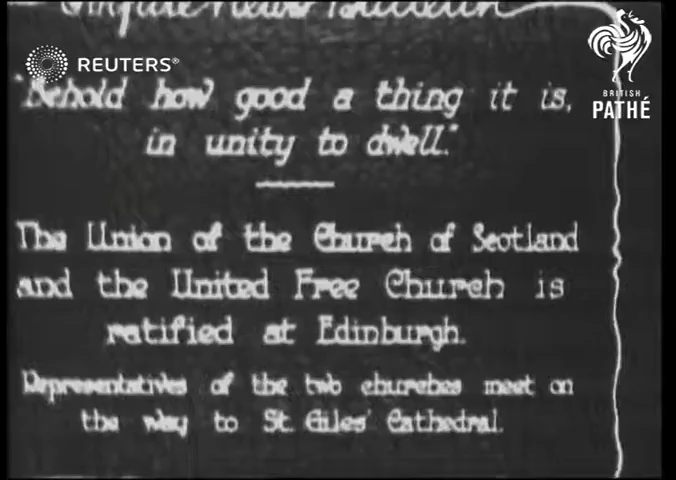 News Bulletin
REUTERS
BRITISH
PATHÉ
"Behold how good a thing it is,
in unity to dwell."
The Union of the Church of Scotland
and the United Free Church is
ratified at Edinburgh.
Representatives of the two churches meet on
the way to St. Giles' Cathedral.